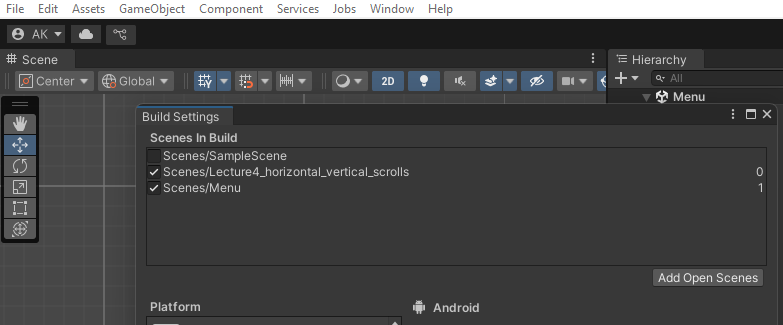 File Edit Assets GameObject Component Services Jobs Window Help
AK
Scene
Hierarchy
Center Global 2D
All
Menu
Build Settings
Scenes In Build
Scenes/SampleScene
Scenes/Lecture4_horizontal_vertical_scrolls 0
Scenes/Menu 1
Add Open Scenes
Platform
Android